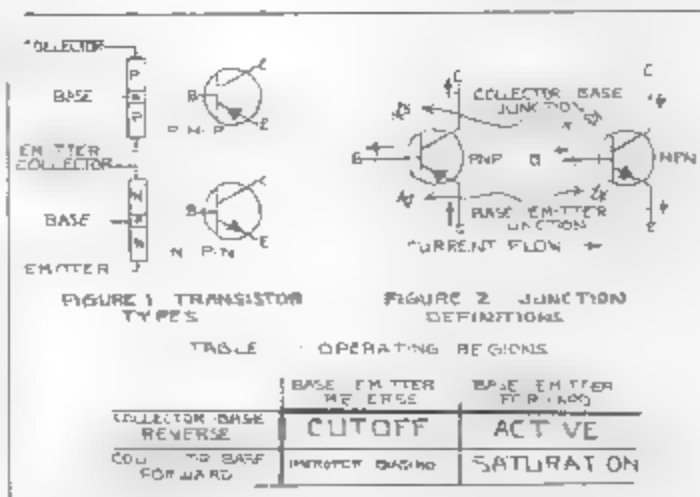 COLLECTOR
P
BASE
N
P
B
C
E
P N P
EMITTER
COLLECTOR
N
BASE
P
N
B
C
E
N P N
EMITTER
C
COLLECTOR BASE
JUNCTION
B
PNP
B
NPN
BASE EMITTER
JUNCTION
E
E
CURRENT FLOW
FIGURE 1 TRANSISTOR
TYPES
FIGURE 2 JUNCTION
DEFINITIONS
TABLE : OPERATING REGIONS
BASE EMITTER
REVERSE
BASE EMITTER
FORWARD
COLLECTOR BASE
REVERSE
CUTOFF
ACTIVE
COLLECTOR BASE
FORWARD
SATURATION